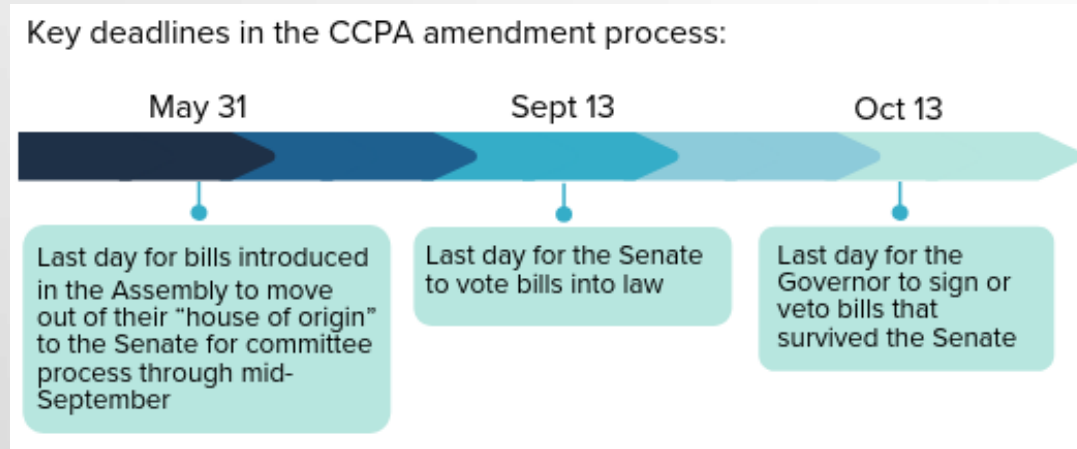 Key deadlines in the CCPA amendment process:
May 31
Sept 13
Oct 13
Last day for bills introduced
in the Assembly to move
out of their “house of origin”
to the Senate for committee
process through mid-
September
Last day for the Senate
to vote bills into law
Last day for the
Governor to sign or
veto bills that
survived the Senate